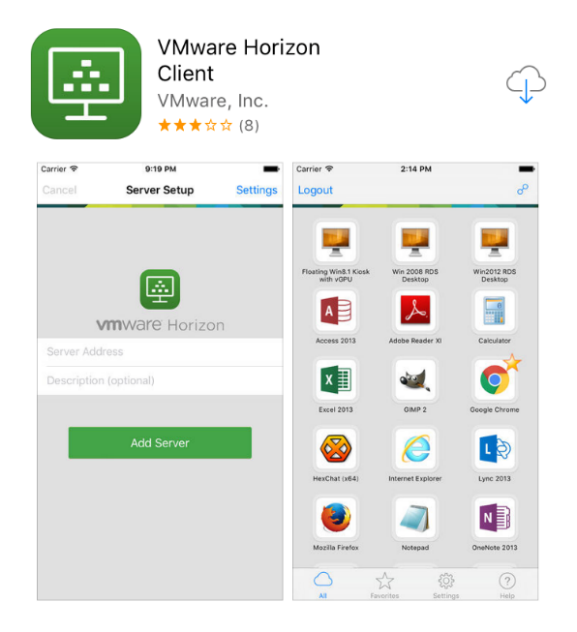 VMware Horizon
Client
VMware, Inc.
(8)
Carrier 9:19 PM
Cancel Server Setup Settings
vmware Horizon
Server Address
Description (optional)
Add Server
Carrier 2:14 PM
Logout
Floating Win8.1 Kiosk
with vGPU
Win 2008 RDS
Desktop
Win2012 RDS
Desktop
Access 2013
Adobe Reader XI
Calculator
Excel 2013
GIMP 2
Google Chrome
HexChat (x64)
Internet Explorer
Lync 2013
Mozilla Firefox
Notepad
OneNote 2013
All Favorites Settings Help